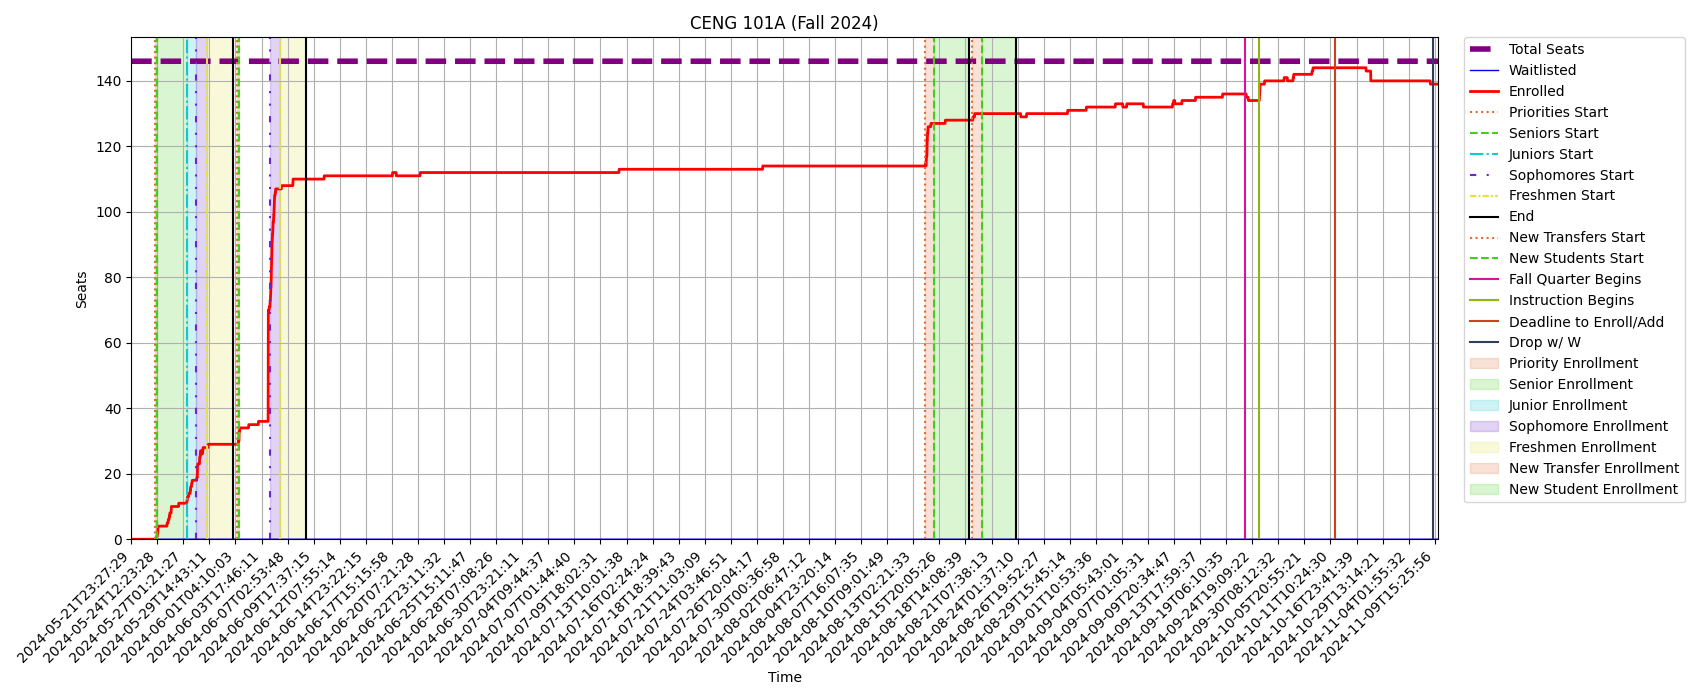 CENG 101A (Fall 2024)
Seats
140
120
100
80
60
40
20
0
2024-05-21T23:27:29
2024-05-24T12:23:28
2024-05-27T01:21:27
2024-05-29T14:43:11
2024-06-01T04:10:03
2024-06-03T17:46:11
2024-06-07T02:53:48
2024-06-09T17:37:15
2024-06-12T07:55:14
2024-06-14T23:22:15
2024-06-17T15:15:58
2024-06-20T07:21:28
2024-06-22T23:11:32
2024-06-25T15:11:47
2024-06-28T07:08:26
2024-06-30T23:21:11
2024-07-04T09:44:37
2024-07-07T01:44:40
2024-07-09T18:02:31
2024-07-13T10:01:38
2024-07-16T02:24:24
2024-07-18T18:39:43
2024-07-21T11:03:09
2024-07-24T03:46:51
2024-07-26T20:04:17
2024-07-30T00:36:58
2024-08-02T06:47:12
2024-08-04T23:20:14
2024-08-07T16:07:35
2024-08-10T09:01:49
2024-08-13T02:21:33
2024-08-15T20:05:26
2024-08-18T14:08:39
2024-08-21T07:38:13
2024-08-24T01:37:10
2024-08-26T19:52:27
2024-08-29T15:45:14
2024-09-01T10:53:36
2024-09-04T05:43:01
2024-09-07T01:05:31
2024-09-09T20:34:47
2024-09-13T17:59:37
2024-09-19T06:10:35
2024-09-24T19:09:22
2024-09-30T08:12:32
2024-10-05T20:55:21
2024-10-11T10:24:30
2024-10-16T23:41:39
2024-10-29T13:14:21
2024-11-04T01:55:32
2024-11-09T15:25:56
Time
Total Seats
Waitlisted
Enrolled
Priorities Start
Seniors Start
Juniors Start
Sophomores Start
Freshmen Start
End
New Transfers Start
New Students Start
Fall Quarter Begins
Instruction Begins
Deadline to Enroll/Add
Drop w/ W
Priority Enrollment
Senior Enrollment
Junior Enrollment
Sophomore Enrollment
Freshmen Enrollment
New Transfer Enrollment
New Student Enrollment